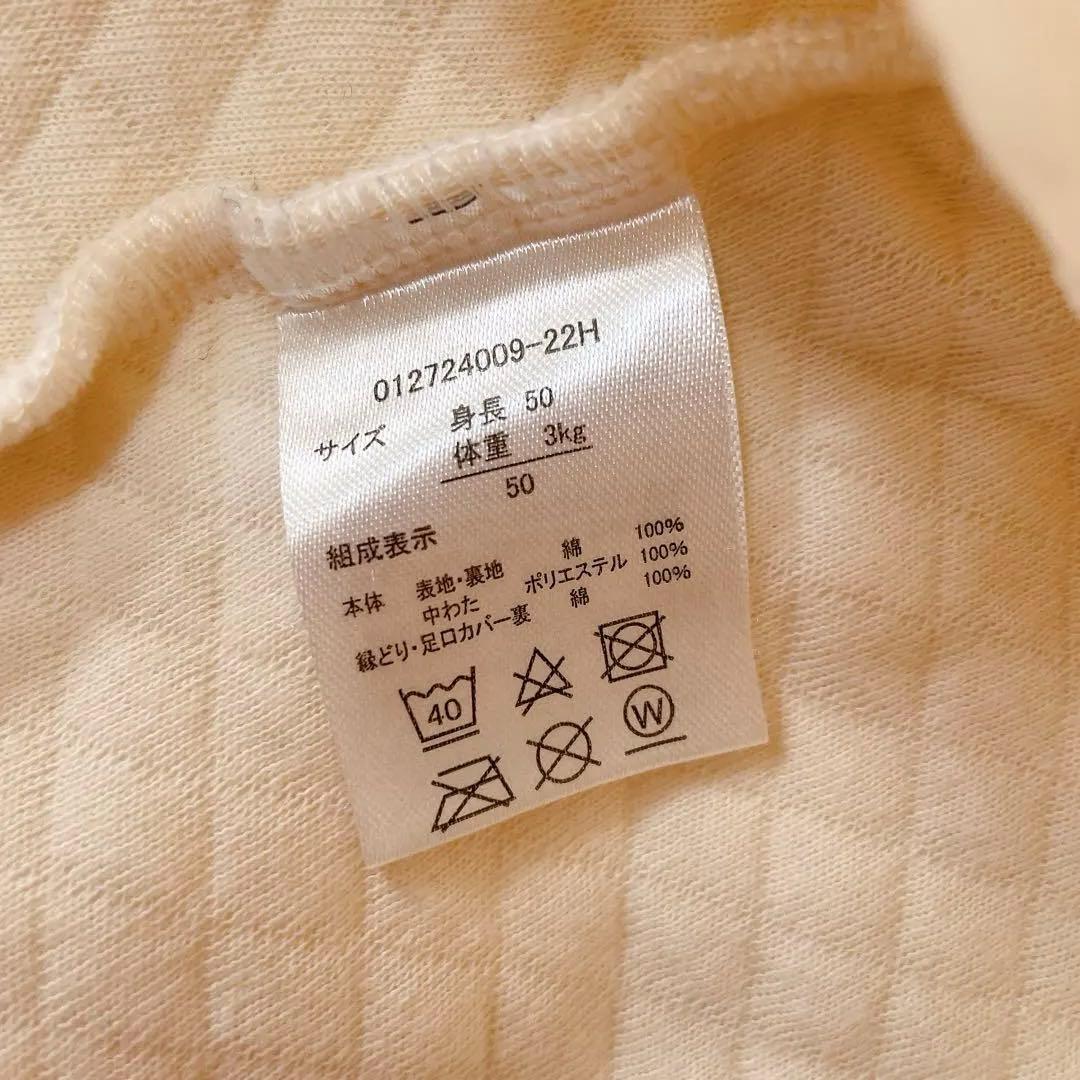 012724009-22H
サイズ 身長 50
体重 3kg
50
組成表示
本体 表地・裏地 綿 100%
中わた ポリエステル 100%
縁どり・足口カバー裏 綿 100%
40
W